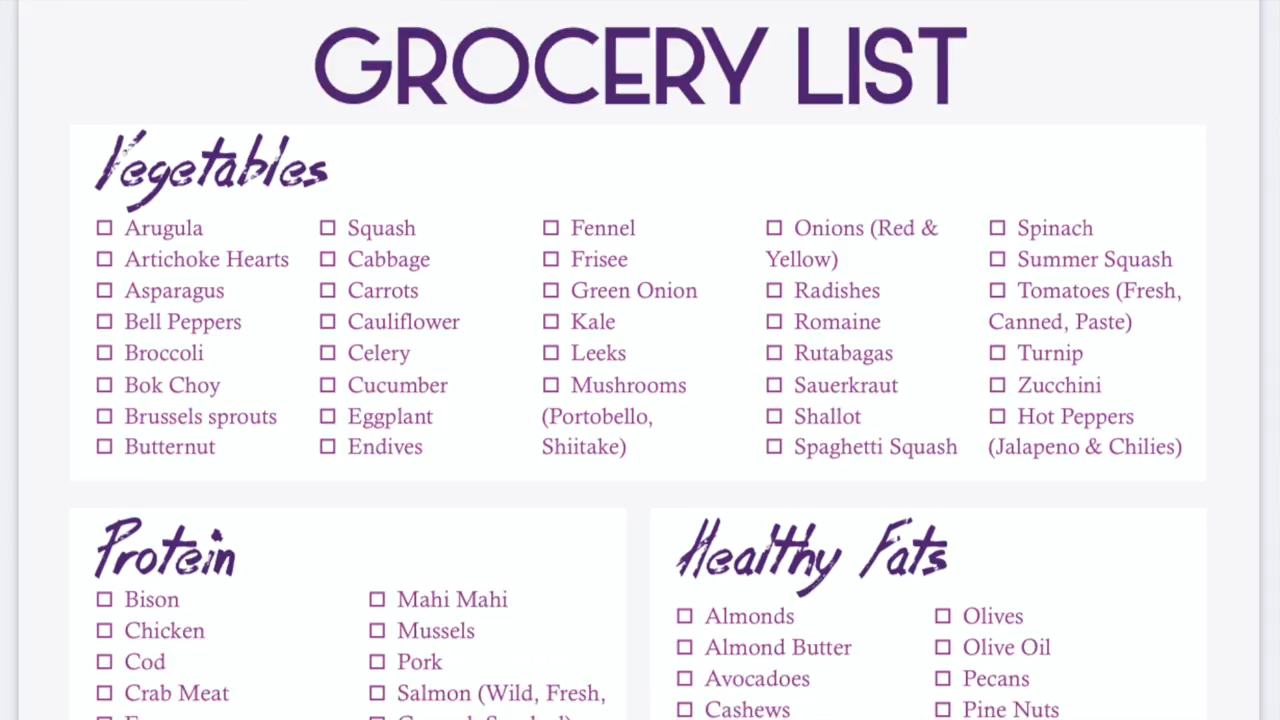 GROCERY LIST
Vegetables
☐ Arugula
☐ Artichoke Hearts
☐ Asparagus
☐ Bell Peppers
☐ Broccoli
☐ Bok Choy
☐ Brussels sprouts
☐ Butternut
☐ Squash
☐ Cabbage
☐ Carrots
☐ Cauliflower
☐ Celery
☐ Cucumber
☐ Eggplant
☐ Endives
☐ Fennel
☐ Frisee
☐ Green Onion
☐ Kale
☐ Leeks
☐ Mushrooms
(Portobello,
Shiitake)
☐ Onions (Red &
Yellow)
☐ Radishes
☐ Romaine
☐ Rutabagas
☐ Sauerkraut
☐ Shallot
☐ Spaghetti Squash
☐ Spinach
☐ Summer Squash
☐ Tomatoes (Fresh,
Canned, Paste)
☐ Turnip
☐ Zucchini
☐ Hot Peppers
(Jalapeno & Chilies)
Protein
☐ Bison
☐ Chicken
☐ Cod
☐ Crab Meat
☐ Mahi Mahi
☐ Mussels
☐ Pork
☐ Salmon (Wild, Fresh,
Healthy Fats
☐ Almonds
☐ Almond Butter
☐ Avocadoes
☐ Cashews
☐ Olives
☐ Olive Oil
☐ Pecans
☐ Pine Nuts